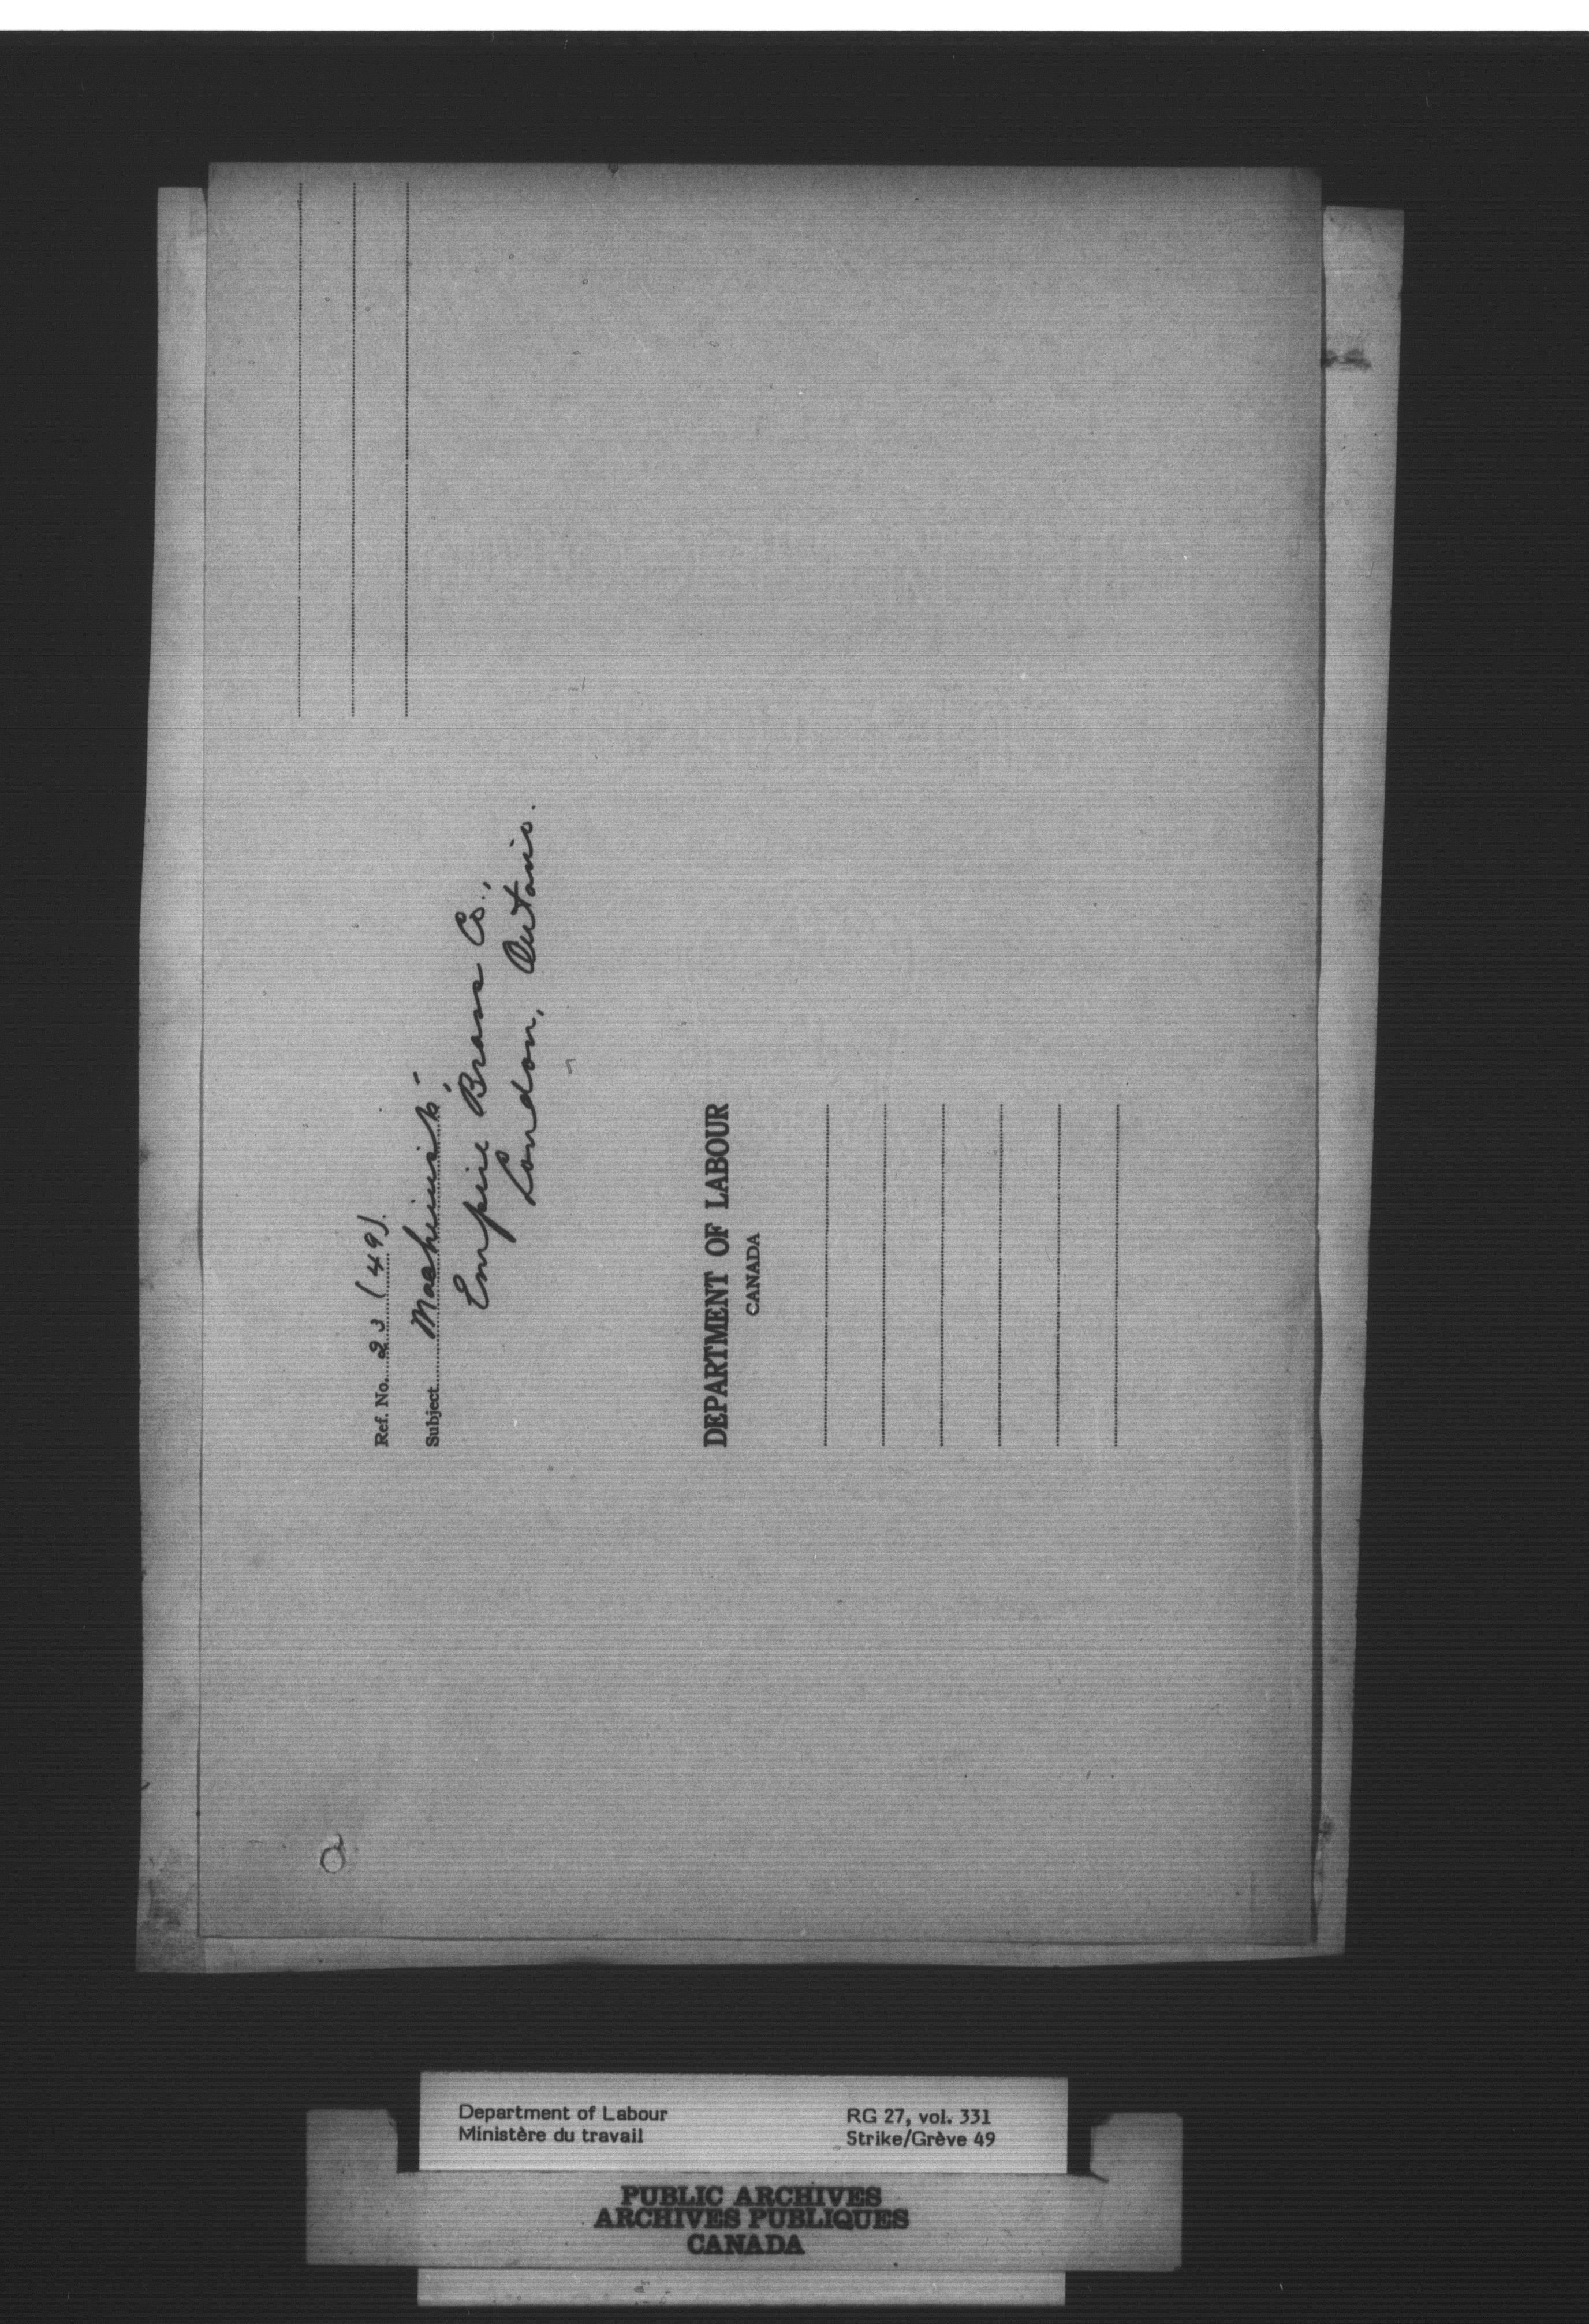 Ref. No. 23 (49).
Subject Machinists -
Empire Brass Co.,
London, Ontario.
DEPARTMENT OF LABOUR
CANADA
Department of Labour
Ministère du travail
RG 27, vol. 331
Strike/Grève 49
PUBLIC ARCHIVES
ARCHIVES PUBLIQUES
CANADA